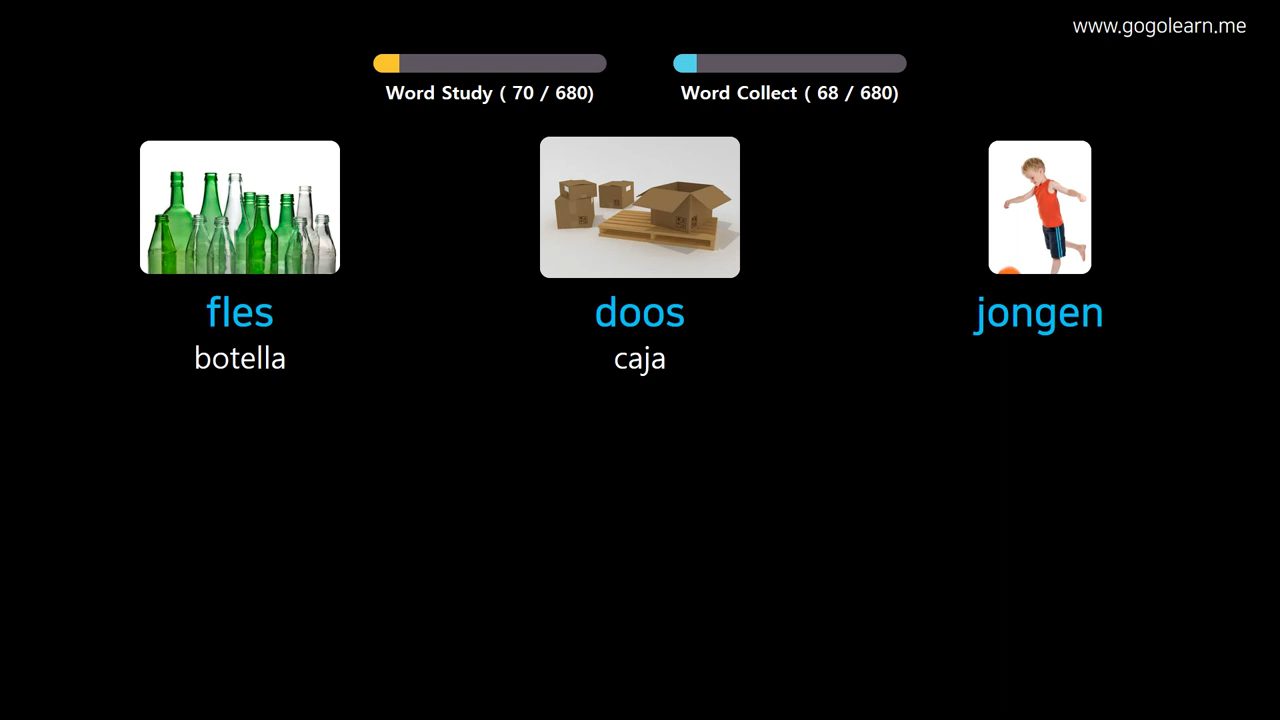 www.gogolearn.me
Word Study ( 70 / 680)
Word Collect ( 68 / 680)
fles
doos
jongen
botella
caja